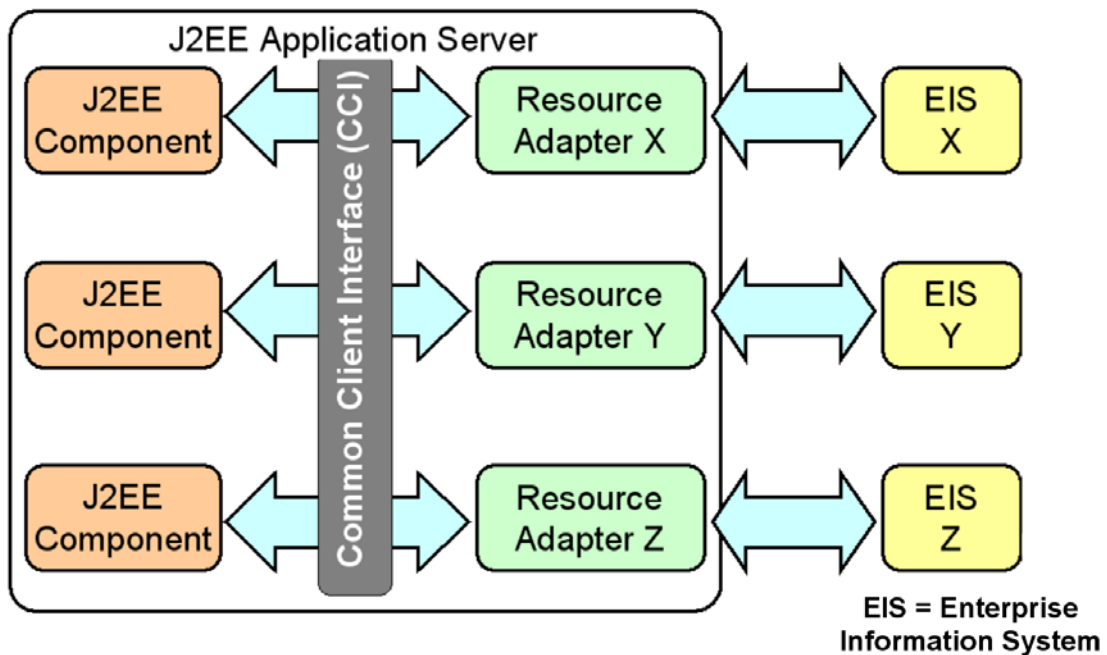 J2EE Application Server
J2EE
Component
Resource
Adapter X
EIS
X
Common Client Interface (CCI)
J2EE
Component
Resource
Adapter Y
EIS
Y
J2EE
Component
Resource
Adapter Z
EIS
Z
EIS = Enterprise
Information System